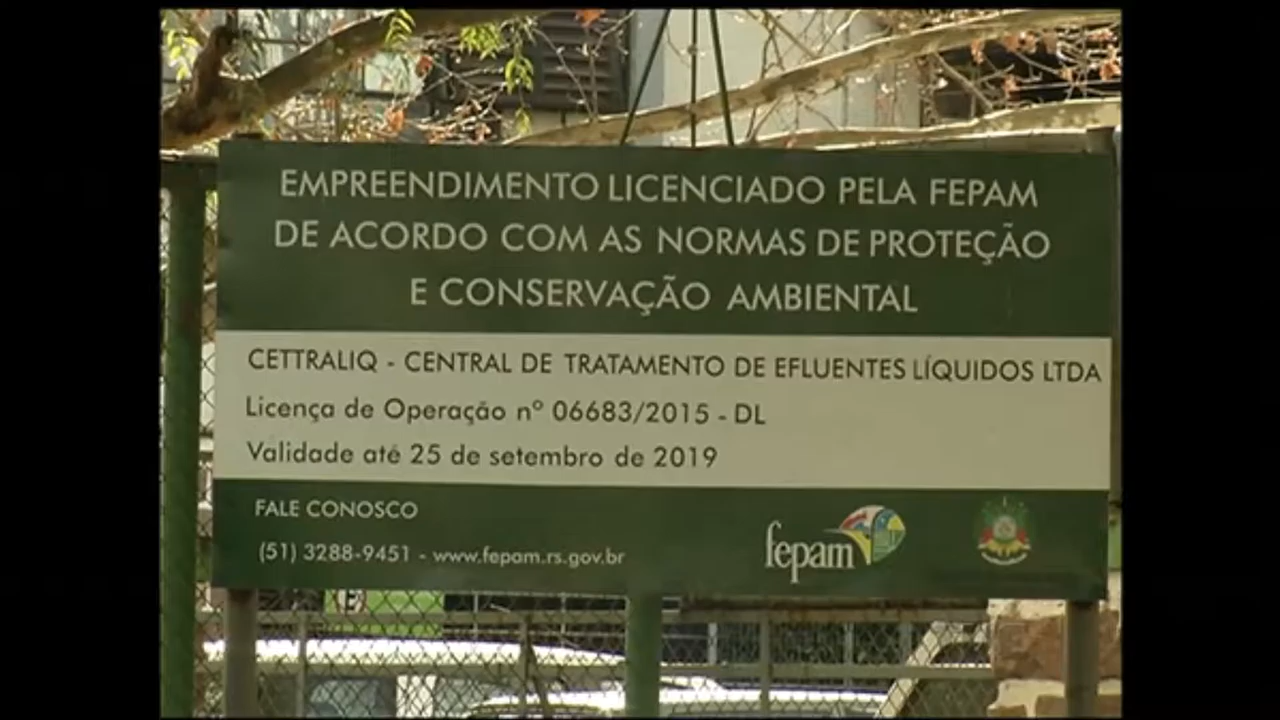 EMPREENDIMENTO LICENCIADO PELA FEPAM
DE ACORDO COM AS NORMAS DE PROTEÇÃO
E CONSERVAÇÃO AMBIENTAL
CETTRALIQ - CENTRAL DE TRATAMENTO DE EFLUENTES LÍQUIDOS LTDA
Licença de Operação nº 06683/2015 - DL
Validade até 25 de setembro de 2019
FALE CONOSCO
(51) 3288-9451 - www.fepam.rs.gov.br
fepam
E